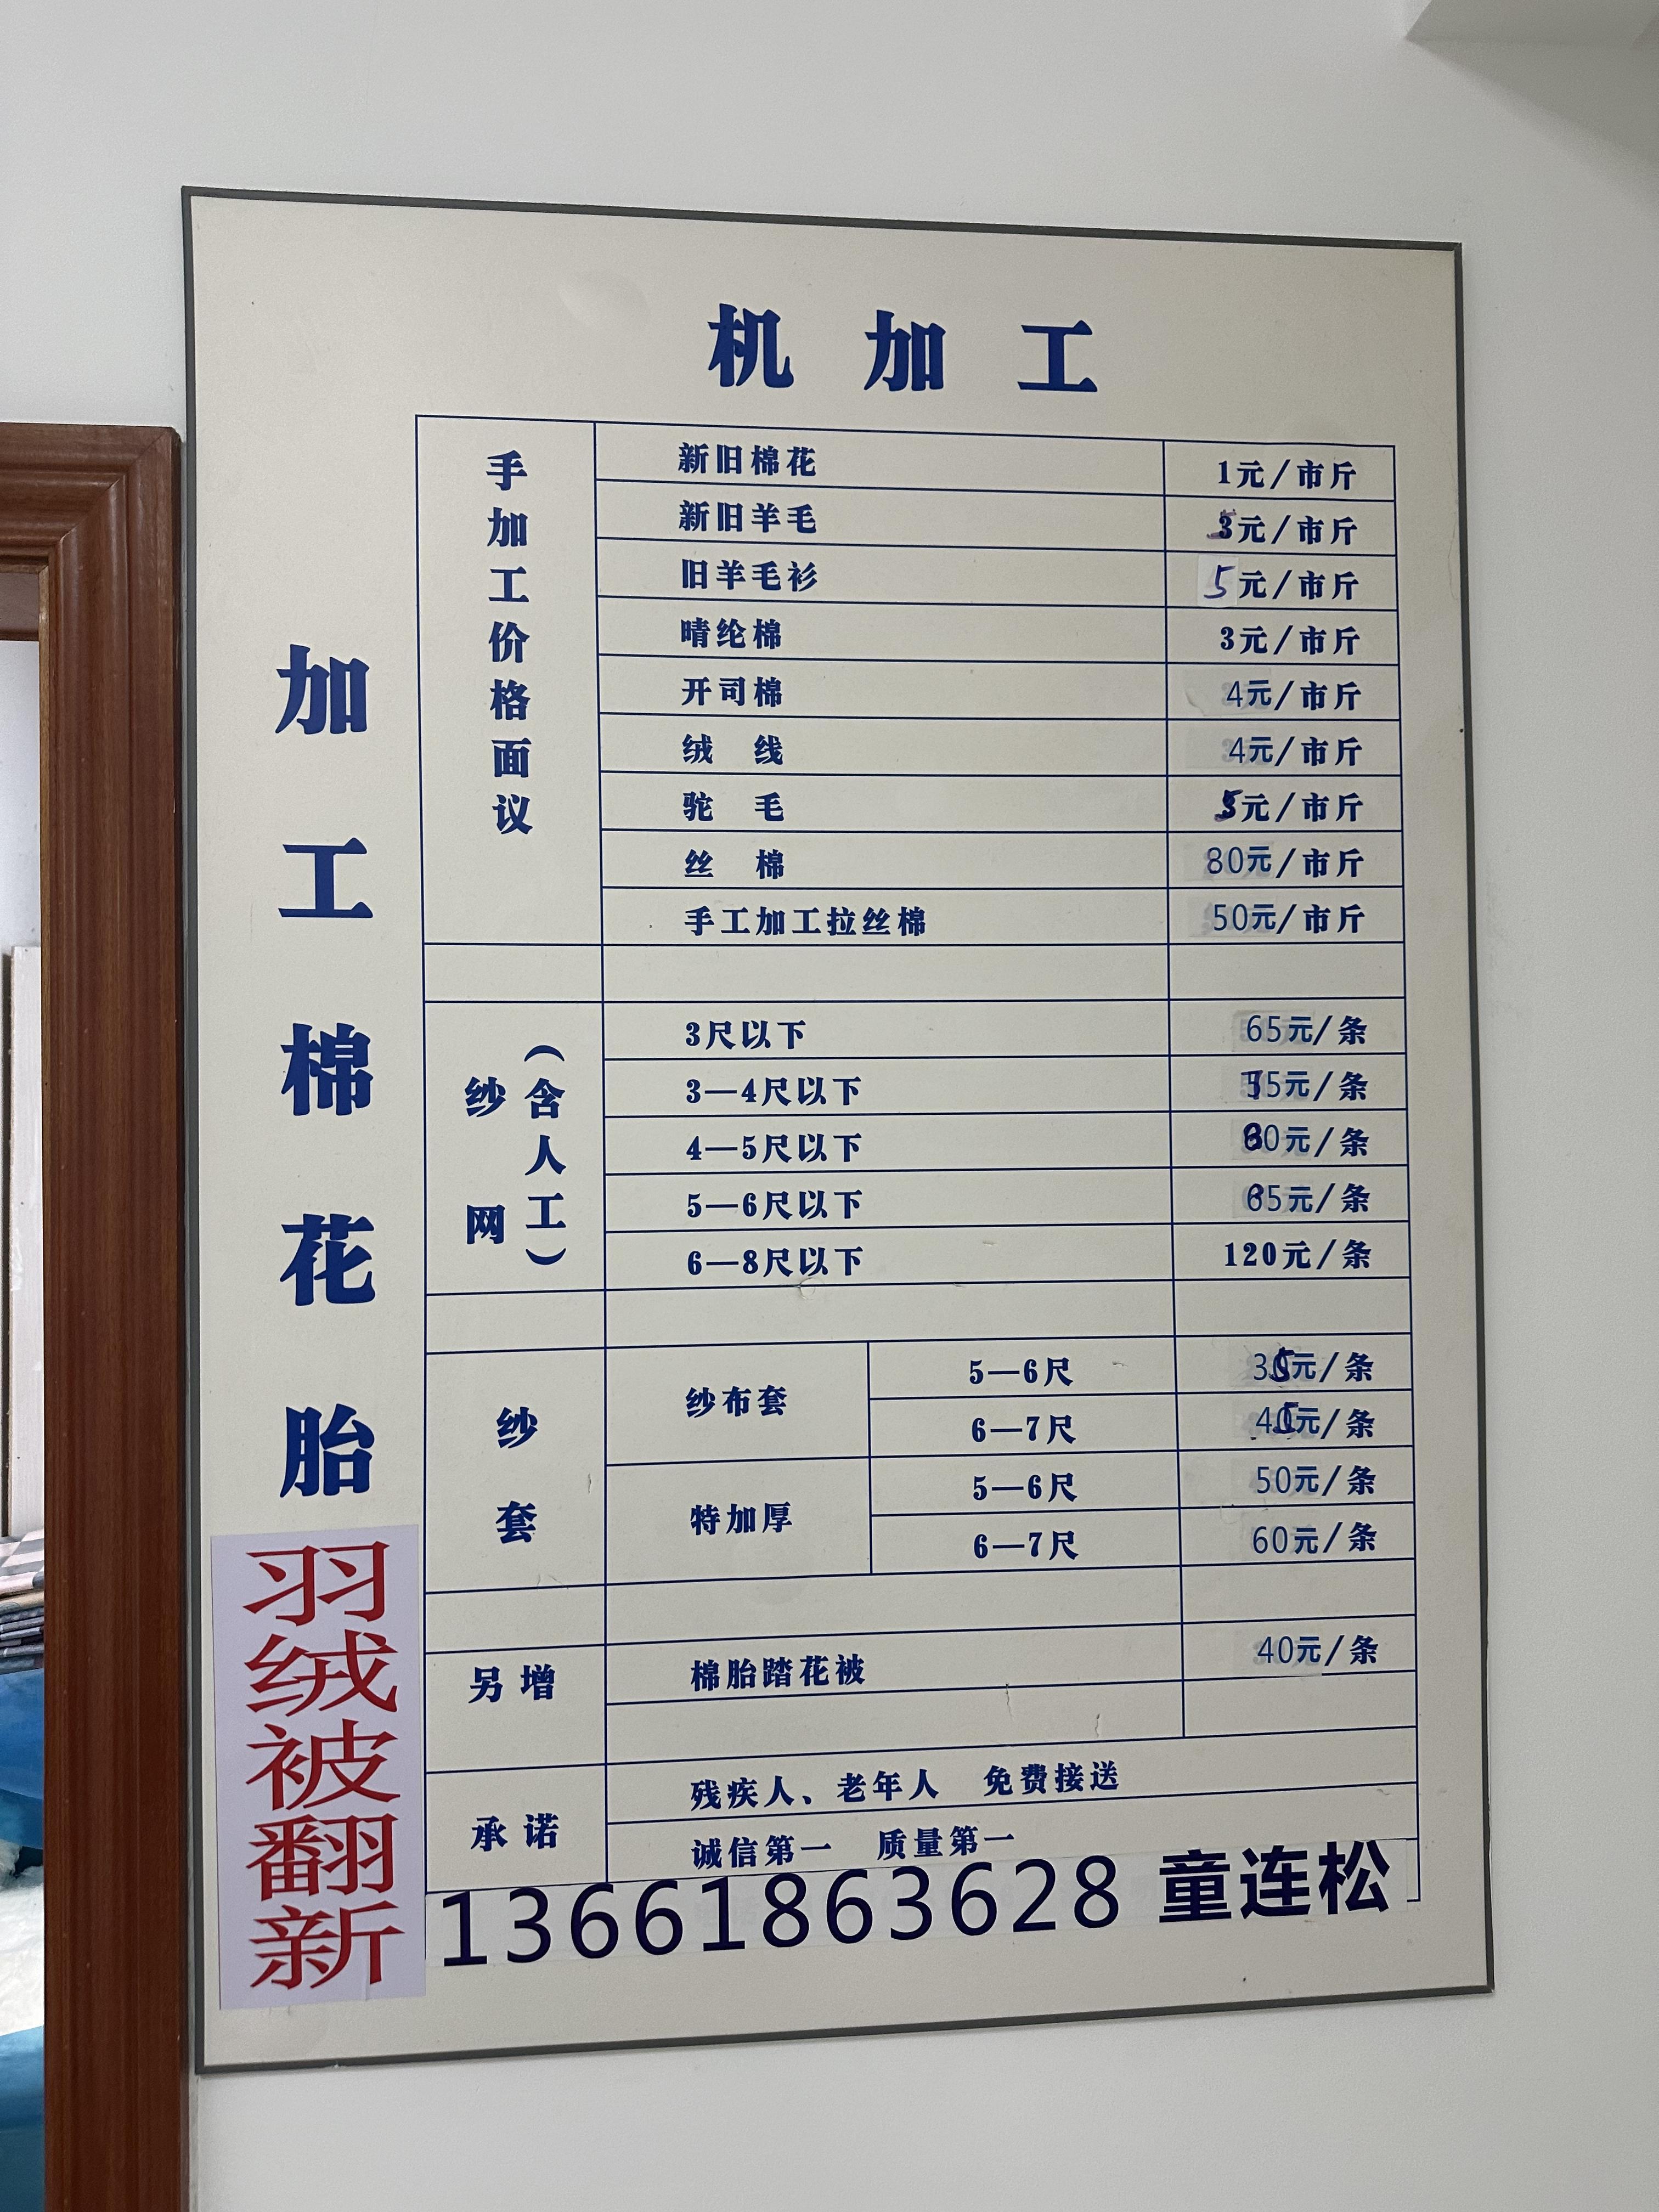 机加工
加工棉花胎
羽绒被翻新
手加工价格面议
新旧棉花 1元/市斤
新旧羊毛 元/市斤
旧羊毛衫 5元/市斤
晴纶棉 3元/市斤
开司棉 4元/市斤
绒线 4元/市斤
驼毛 5元/市斤
丝棉 80元/市斤
手工加工拉丝棉 50元/市斤
纱网(含人工)
3尺以下 65元/条
3—4尺以下 元/条
4—5尺以下 元/条
5—6尺以下 元/条
6—8尺以下 120元/条
纱套
纱布套
5—6尺 35元/条
6—7尺 45元/条
特加厚
5—6尺 50元/条
6—7尺 60元/条
另增
棉胎踏花被 40元/条
承诺
残疾人、老年人 免费接送
诚信第一 质量第一
13661863628 童连松